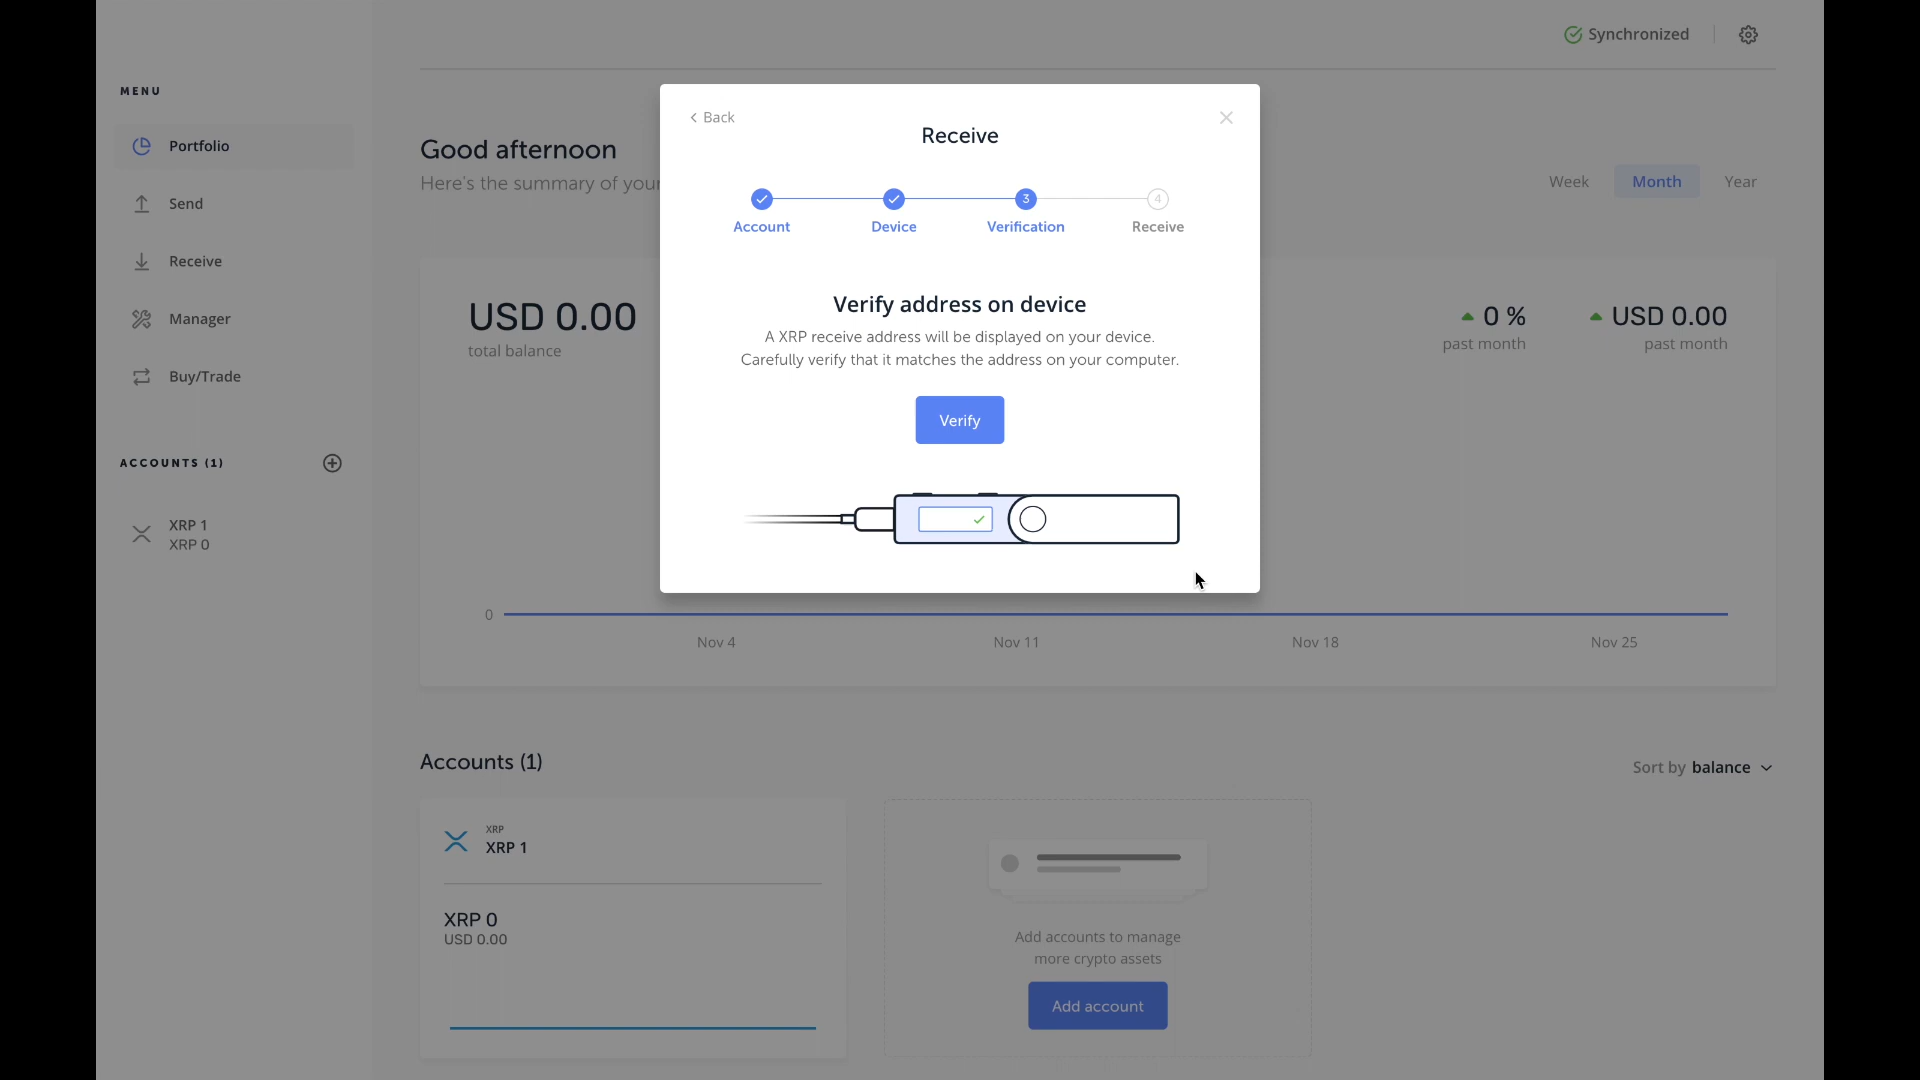 Synchronized
MENU
Portfolio
Send
Receive
Manager
Buy/Trade
ACCOUNTS (1)
XRP 1
XRP 0
Good afternoon
Here's the summary of your
Week
Month
Year
USD 0.00
total balance
0 %
past month
USD 0.00
past month
Back
Receive
3
4
Account
Device
Verification
Receive
Verify address on device
A XRP receive address will be displayed on your device.
Carefully verify that it matches the address on your computer.
Verify
0
Nov 4
Nov 11
Nov 18
Nov 25
Accounts (1)
Sort by balance
XRP
XRP 1
XRP 0
USD 0.00
Add accounts to manage
more crypto assets
Add account